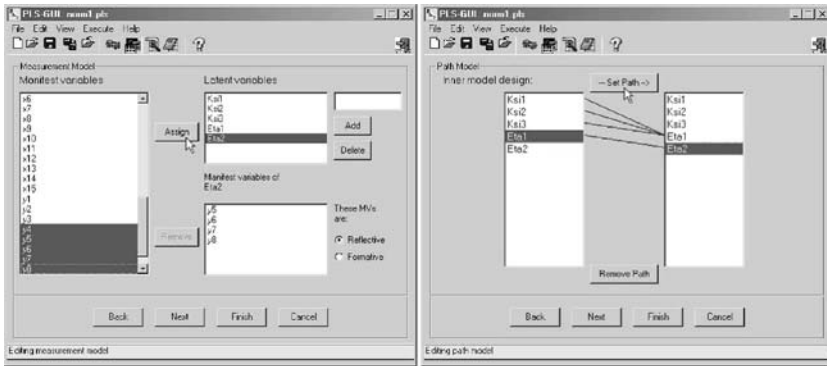 PLS-GUI num1.pls
File Edit View Execute Help
Measurement Model
Manifest variables
x6
x7
x8
x9
x10
x11
x12
x13
x14
x15
y1
y2
y3
y4
y5
y6
y7
y8
Assign
Remove
Latent variables
Ksi1
Ksi2
Ksi3
Eta1
Eta2
Add
Delete
Manifest variables of
Eta2
y5
y6
y7
y8
These MVs
are:
Reflective
Formative
Back Next Finish Cancel
Editing measurement model
PLS-GUI num1.pls
File Edit View Execute Help
Path Model
Inner model design:
-- Set Path -->
Ksi1
Ksi2
Ksi3
Eta1
Eta2
Ksi1
Ksi2
Ksi3
Eta1
Eta2
Remove Path
Back Next Finish Cancel
Editing path model